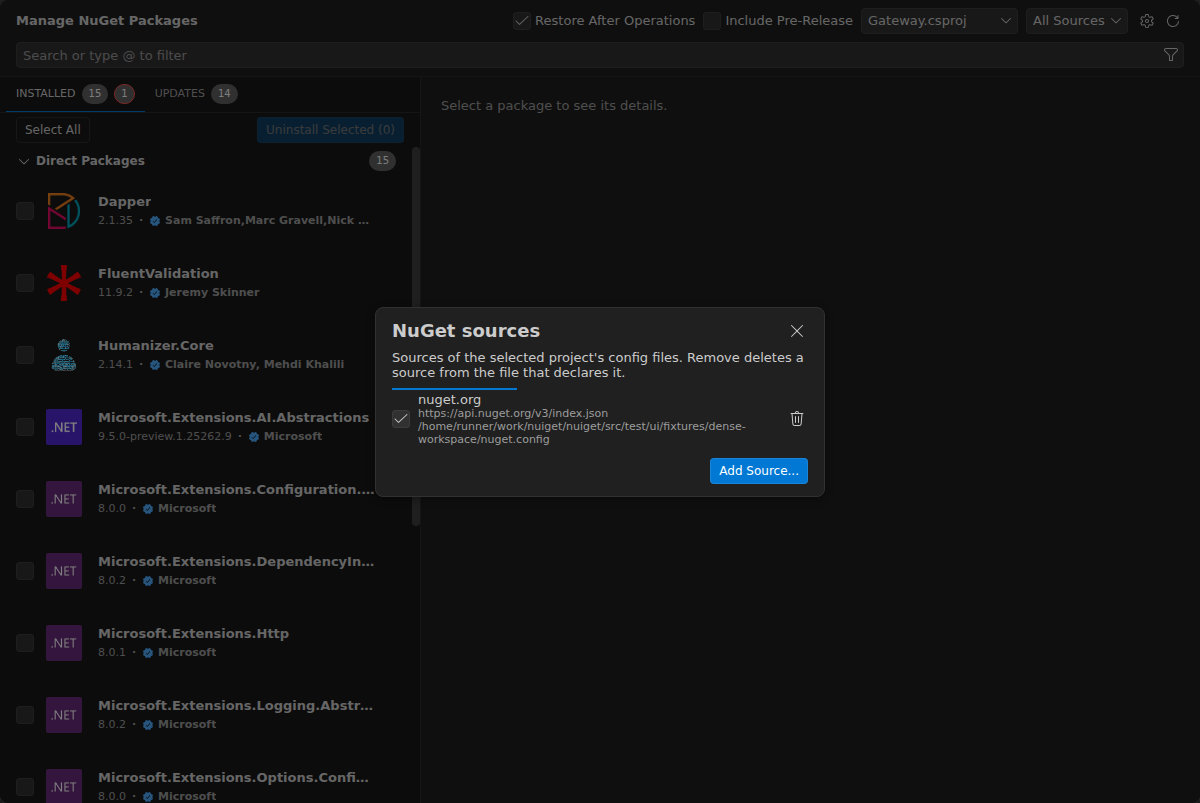 Manage NuGet Packages
Restore After Operations
Include Pre-Release
Gateway.csproj
All Sources
Search or type @ to filter
INSTALLED 15 1 UPDATES 14
Select a package to see its details.
Select All
Uninstall Selected (0)
Direct Packages 15
Dapper
2.1.35 · Sam Saffron,Marc Gravell,Nick ...
FluentValidation
11.9.2 · Jeremy Skinner
Humanizer.Core
2.14.1 · Claire Novotny, Mehdi Khalili
.NET
Microsoft.Extensions.AI.Abstractions
9.5.0-preview.1.25262.9 · Microsoft
.NET
Microsoft.Extensions.Configuration....
8.0.0 · Microsoft
.NET
Microsoft.Extensions.DependencyIn...
8.0.2 · Microsoft
.NET
Microsoft.Extensions.Http
8.0.1 · Microsoft
.NET
Microsoft.Extensions.Logging.Abstr...
8.0.2 · Microsoft
.NET
Microsoft.Extensions.Options.Confi...
8.0.0 · Microsoft
NuGet sources
Sources of the selected project's config files. Remove deletes a
source from the file that declares it.
nuget.org
https://api.nuget.org/v3/index.json
/home/runner/work/nuiget/nuiget/src/test/ui/fixtures/dense-
workspace/nuget.config
Add Source...